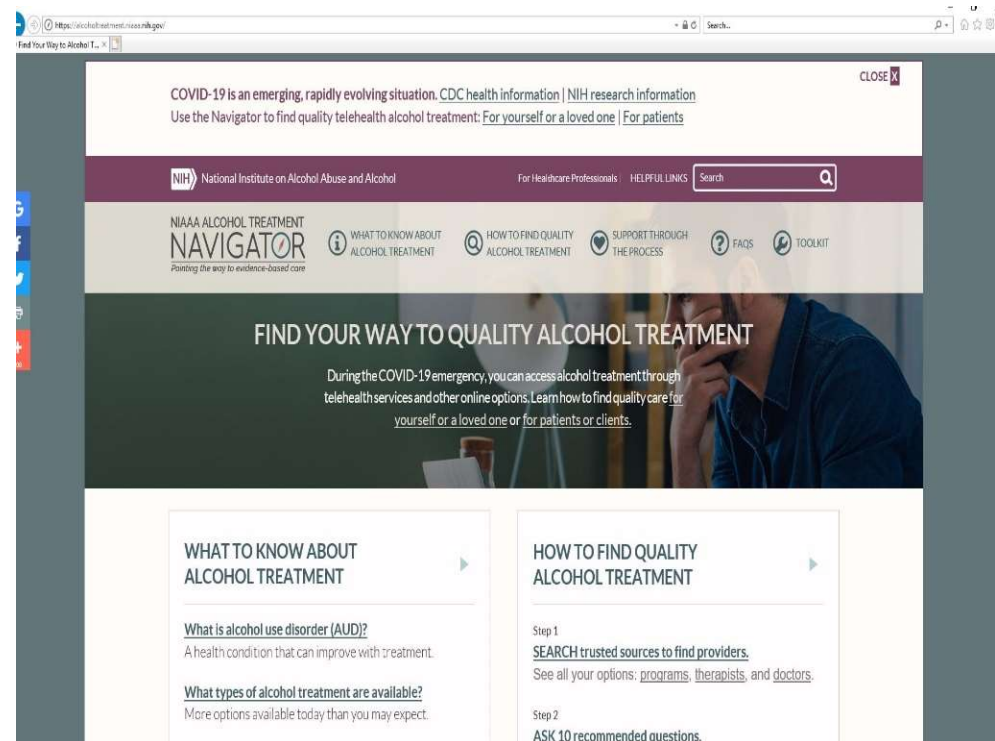 https://alcoholtreatment.niaaa.nih.gov/
Search...
Find Your Way to Alcohol T...
CLOSE X
COVID-19 is an emerging, rapidly evolving situation. CDC health information | NIH research information
Use the Navigator to find quality telehealth alcohol treatment: For yourself or a loved one | For patients
NIH National Institute on Alcohol Abuse and Alcohol
For Healthcare Professionals | HELPFUL LINKS
Search
NIAAA ALCOHOL TREATMENT
NAVIGATOR
Pointing the way to evidence-based care
WHAT TO KNOW ABOUT
ALCOHOL TREATMENT
HOW TO FIND QUALITY
ALCOHOL TREATMENT
SUPPORT THROUGH
THE PROCESS
FAQS
TOOLKIT
FIND YOUR WAY TO QUALITY ALCOHOL TREATMENT
During the COVID-19 emergency, you can access alcohol treatment through
telehealth services and other online options. Learn how to find quality care for
yourself or a loved one or for patients or clients.
WHAT TO KNOW ABOUT
ALCOHOL TREATMENT
What is alcohol use disorder (AUD)?
A health condition that can improve with treatment.
What types of alcohol treatment are available?
More options available today than you may expect.
HOW TO FIND QUALITY
ALCOHOL TREATMENT
Step 1
SEARCH trusted sources to find providers.
See all your options: programs, therapists, and doctors.
Step 2
ASK 10 recommended questions.